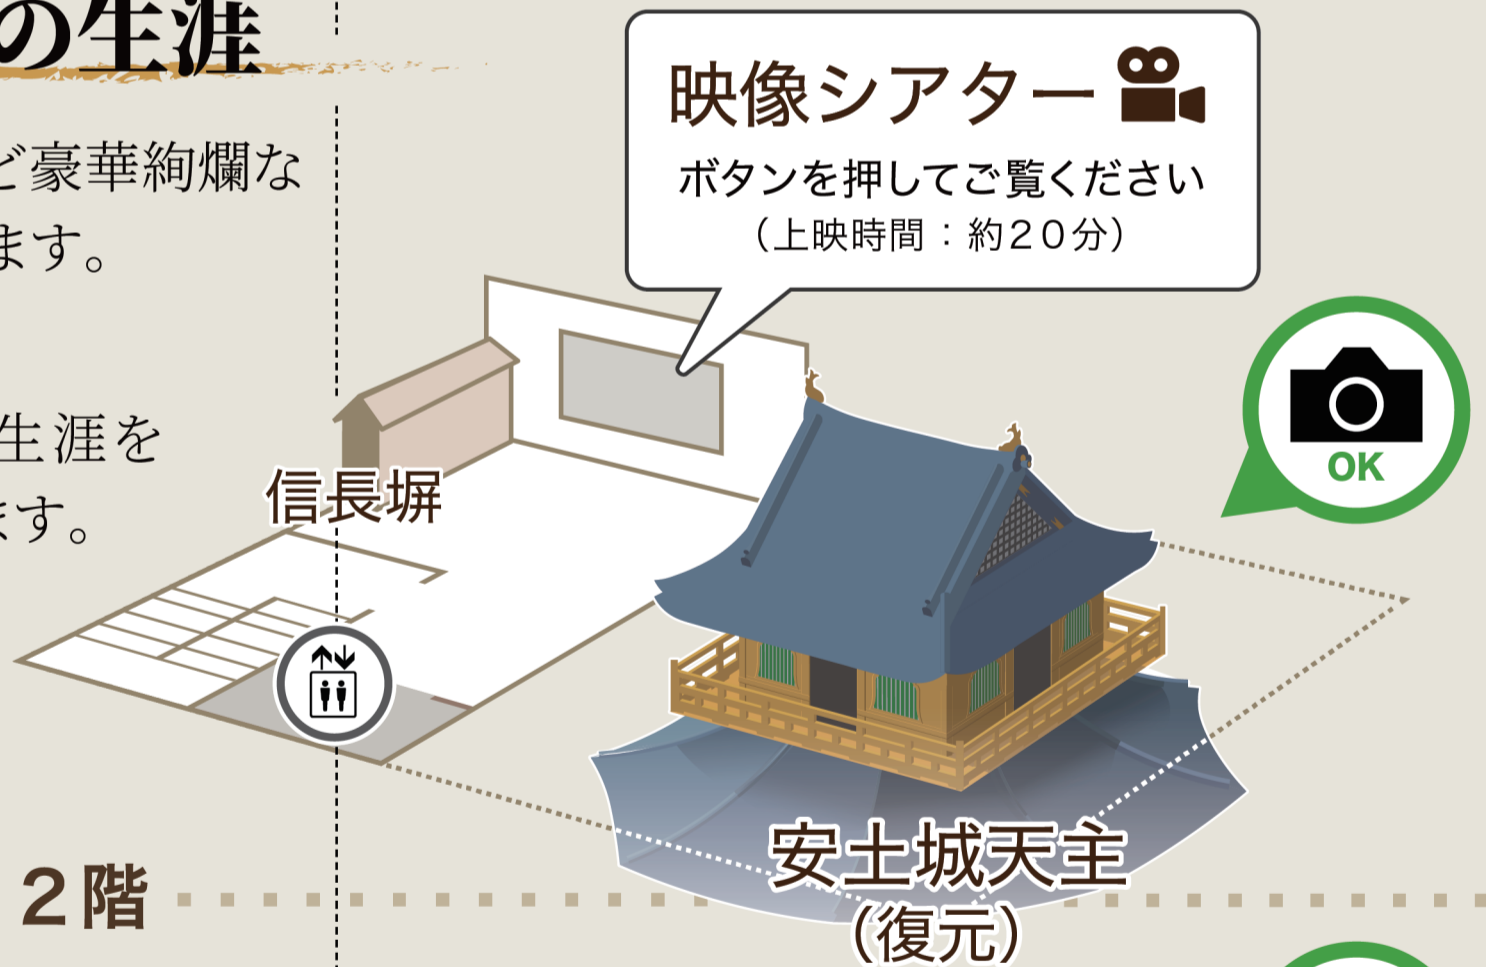 の生涯
ど豪華絢爛な
ます。
生涯を
ます。
映像シアター
ボタンを押してご覧ください
（上映時間：約２０分）
OK
信長塀
安土城天主
（復元）
２階